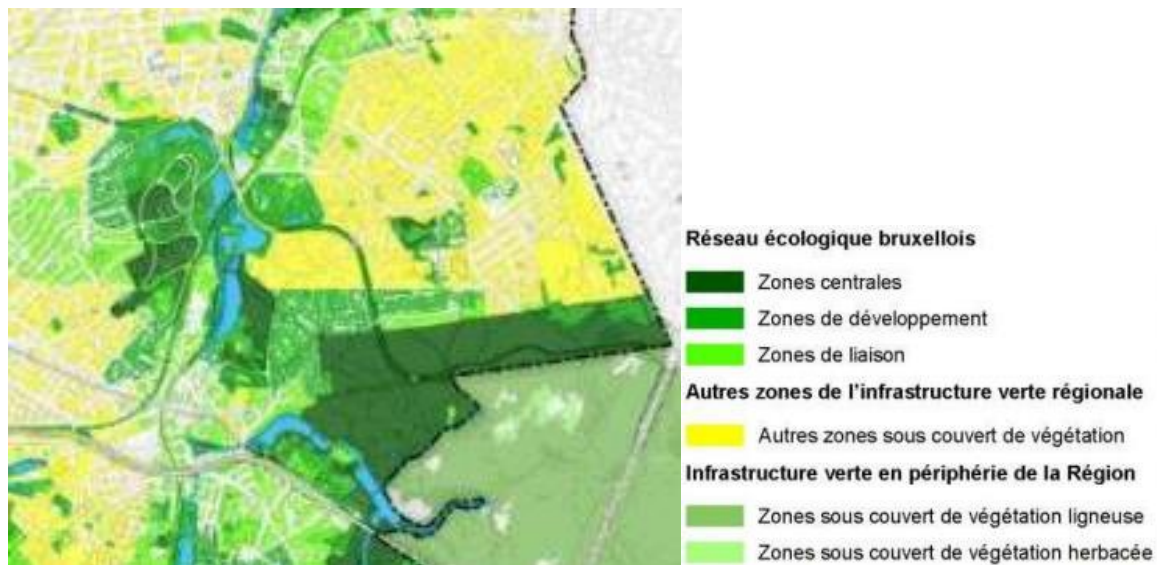 Réseau écologique bruxellois
Zones centrales
Zones de développement
Zones de liaison
Autres zones de l'infrastructure verte régionale
Autres zones sous couvert de végétation
Infrastructure verte en périphérie de la Région
Zones sous couvert de végétation ligneuse
Zones sous couvert de végétation herbacée